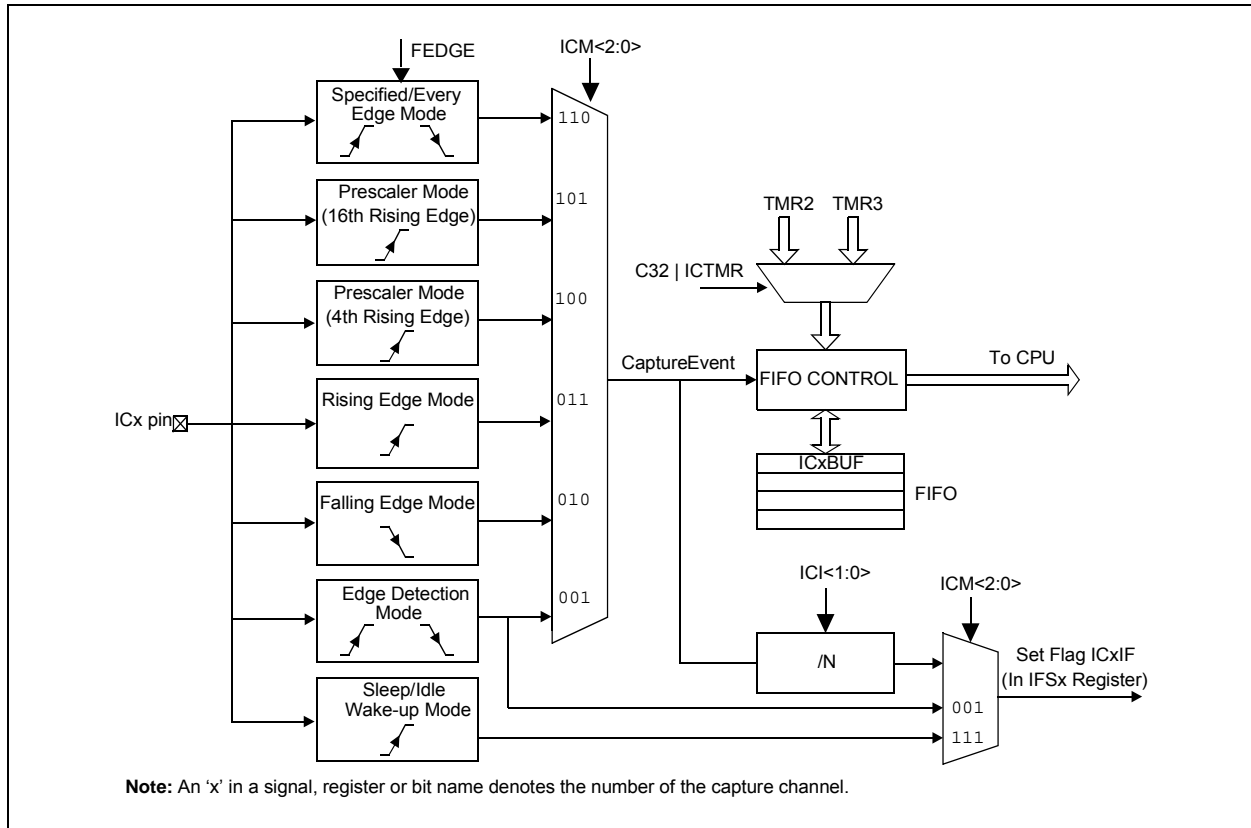 FEDGE
ICM<2:0>
Specified/Every
Edge Mode
110
Prescaler Mode
(16th Rising Edge)
101
TMR2
TMR3
C32 | ICTMR
Prescaler Mode
(4th Rising Edge)
100
CaptureEvent
FIFO CONTROL
To CPU
ICx pin
Rising Edge Mode
011
ICxBUF
FIFO
Falling Edge Mode
010
ICI<1:0>
ICM<2:0>
Edge Detection
Mode
001
/N
Set Flag ICxIF
(In IFSx Register)
Sleep/Idle
Wake-up Mode
001
111
Note: An ‘x’ in a signal, register or bit name denotes the number of the capture channel.